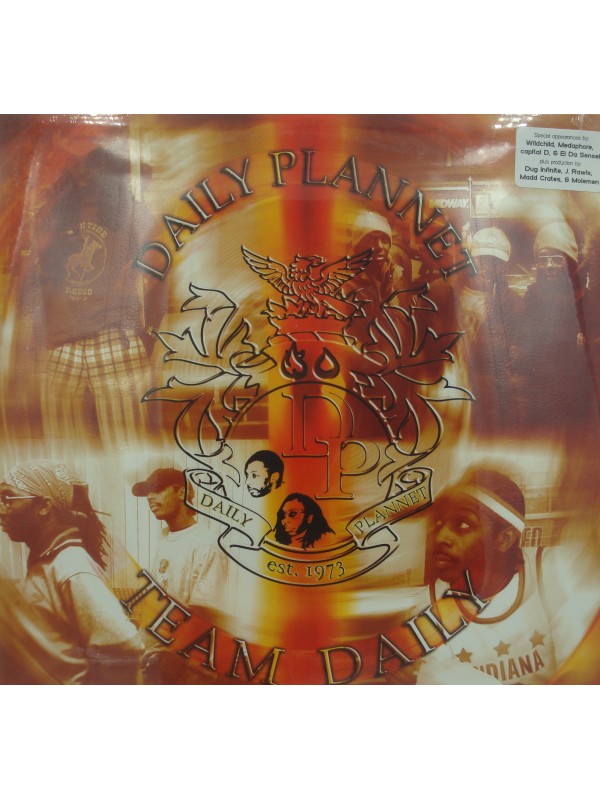 Special appearances by:
Wildchild, Medaphore,
capital D, & El Da Sensei
plus production by:
Dug Infinite, J. Rawls,
Madd Crates, & Molemen
DAILY PLANNET
MIDWAY
DP
DAILY PLANNET
est. 1973
TEAM DAILY
INDIANA